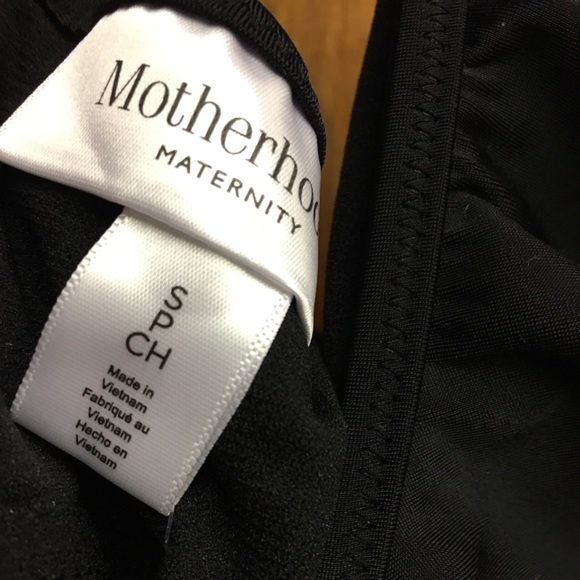 Motherhoo
MATERNITY
S
P
CH
Made in
Vietnam
Fabriqué au
Vietnam
Hecho en
Vietnam